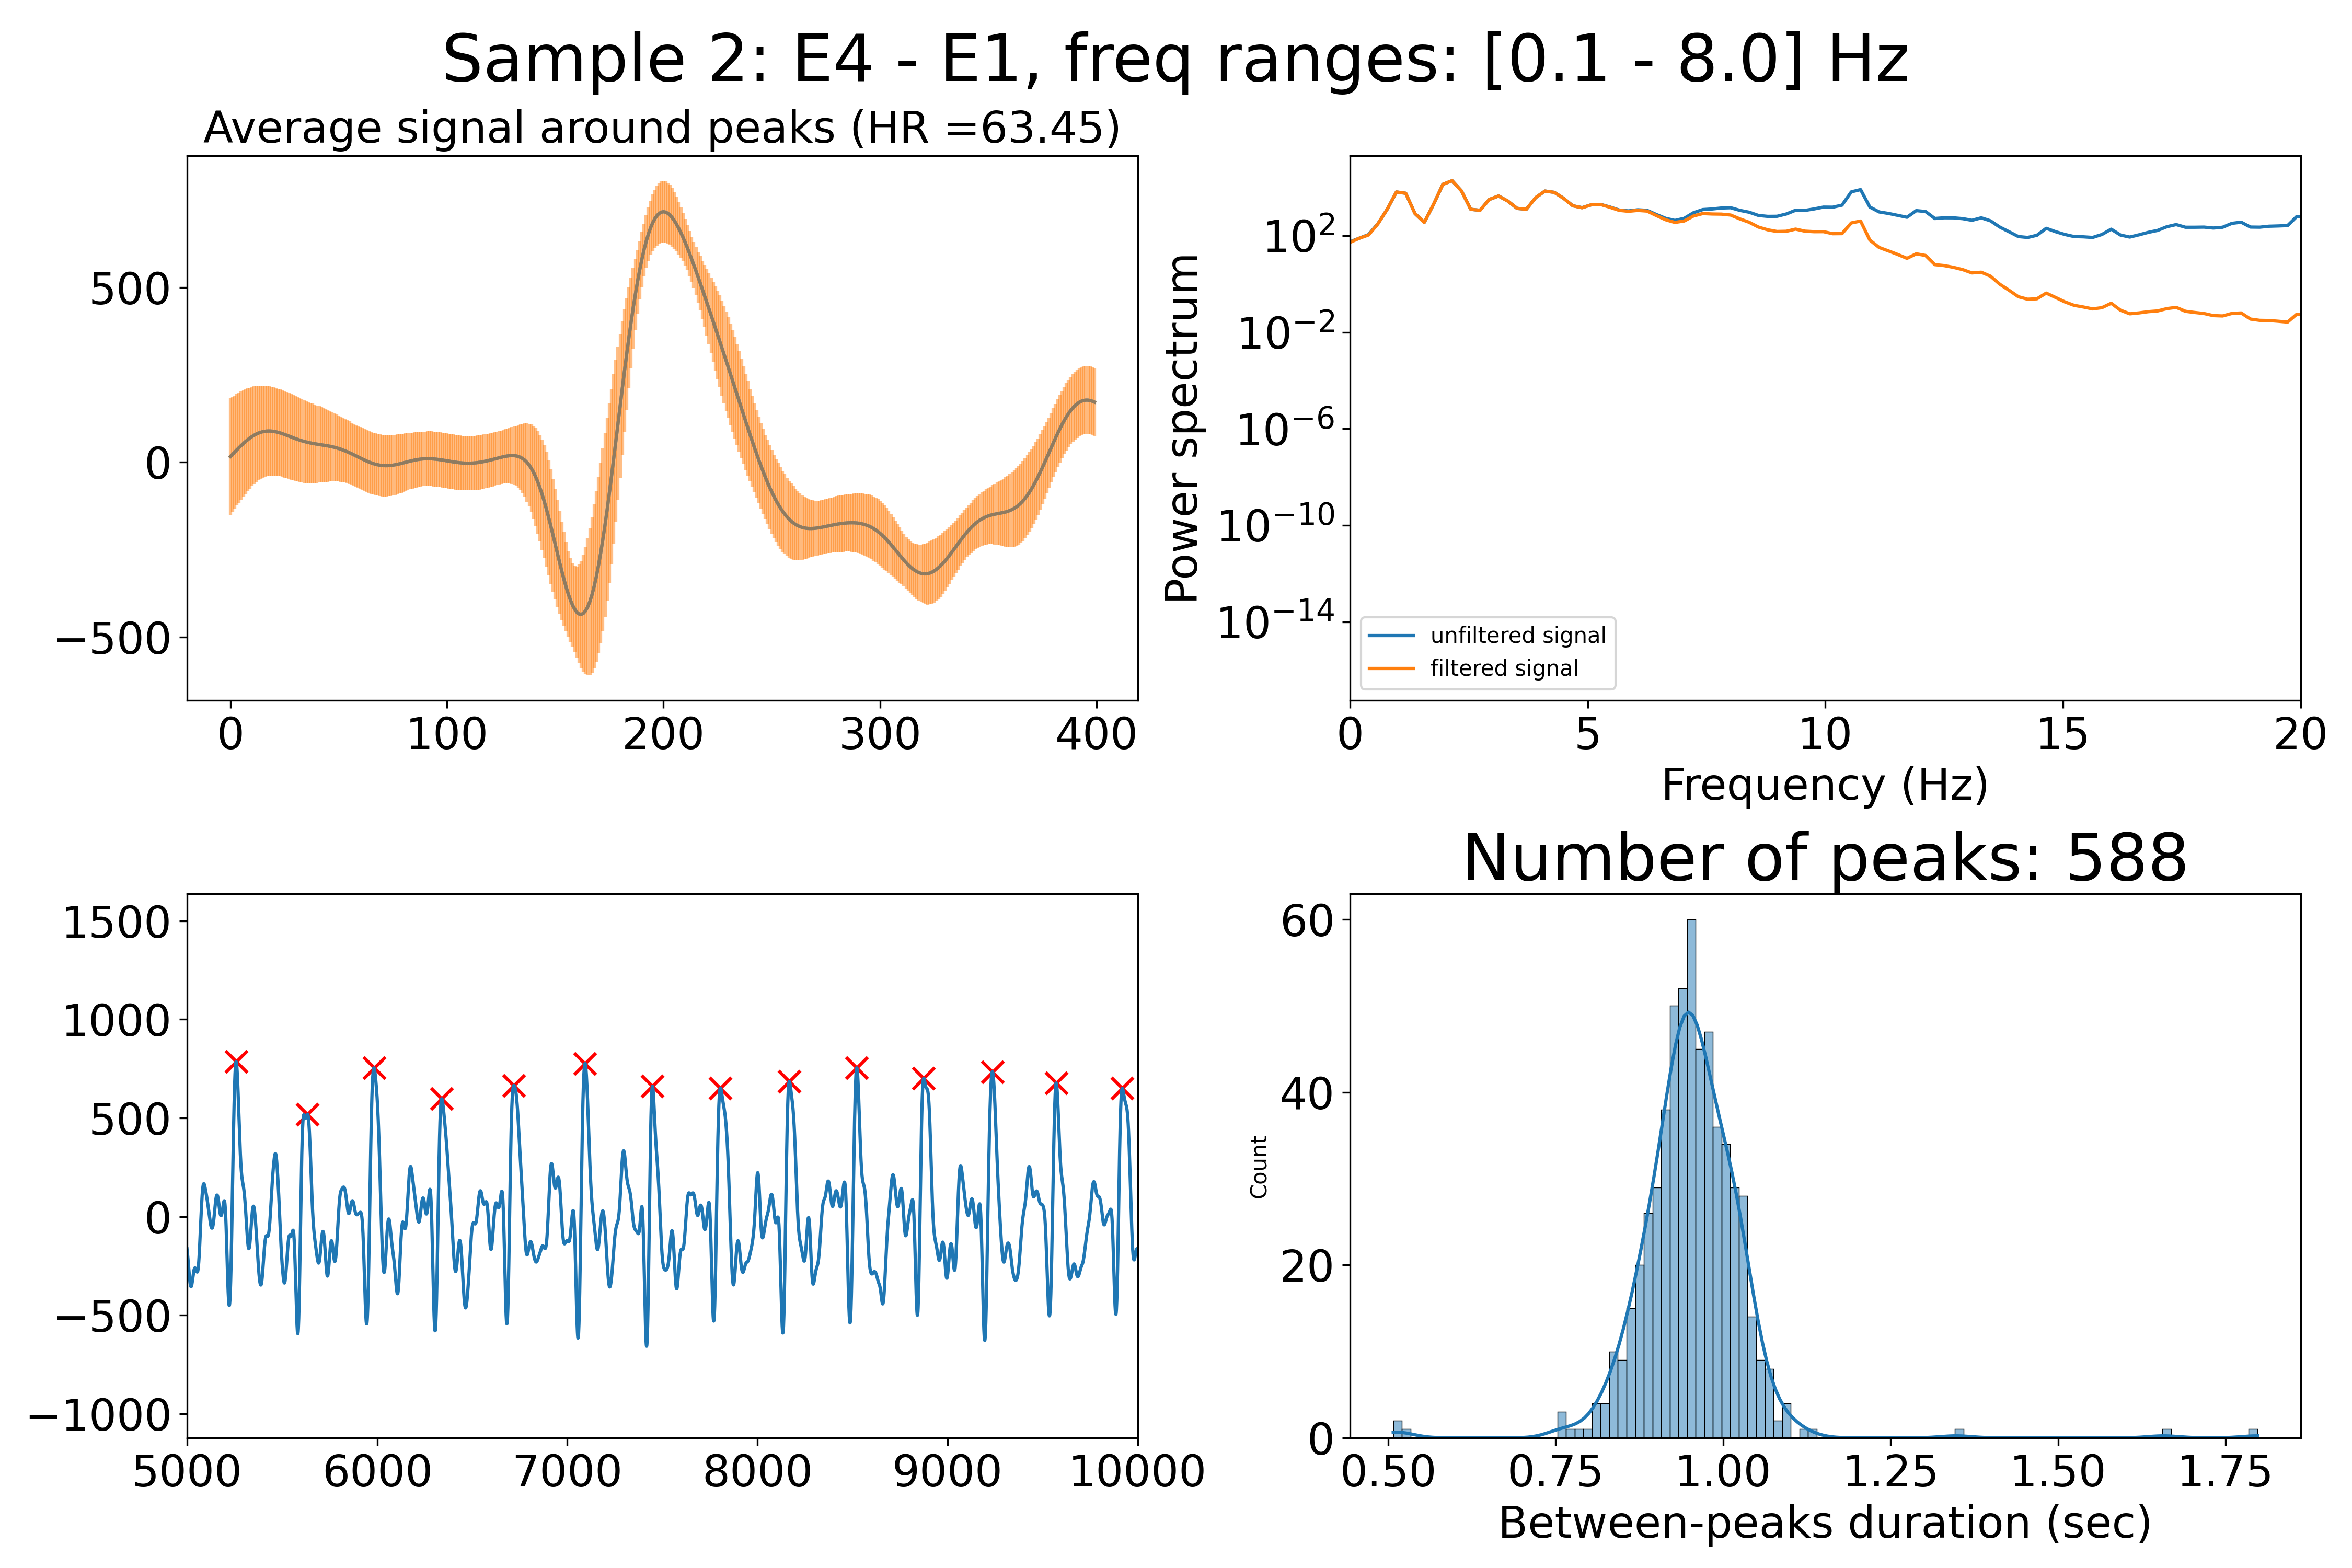 Sample 2: E4 - E1, freq ranges: [0.1 - 8.0] Hz
Average signal around peaks (HR =63.45)
500
0
−500
0 100 200 300 400
Power spectrum
10²
10⁻²
10⁻⁶
10⁻¹⁰
10⁻¹⁴
unfiltered signal
filtered signal
0 5 10 15 20
Frequency (Hz)
1500
1000
500
0
−500
−1000
5000 6000 7000 8000 9000 10000
Number of peaks: 588
Count
60
40
20
0
0.50 0.75 1.00 1.25 1.50 1.75
Between-peaks duration (sec)